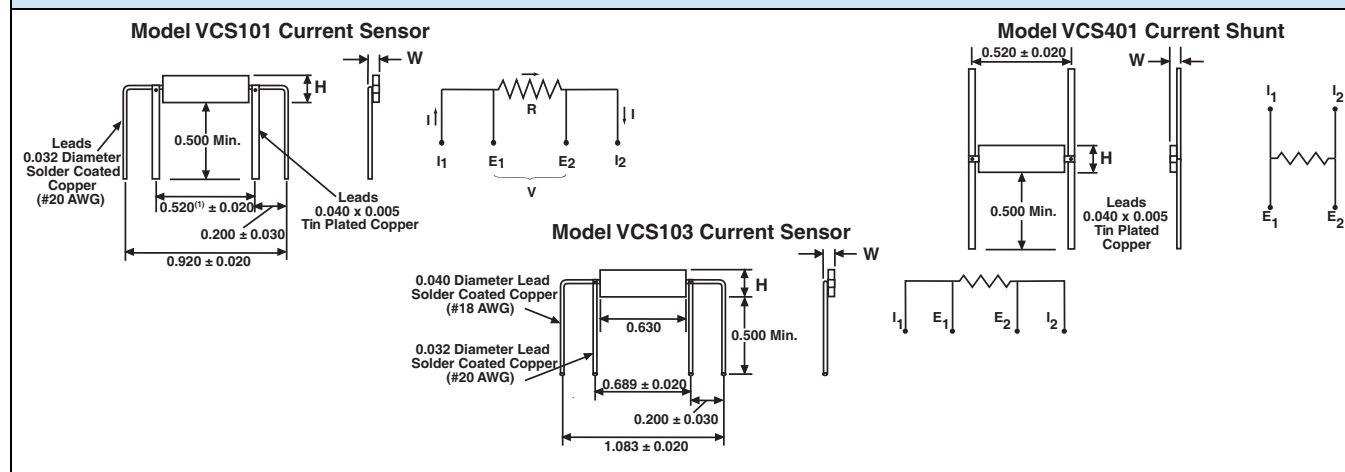 Model VCS101 Current Sensor
W
H
0.500 Min.
Leads
0.032 Diameter
Solder Coated
Copper
(#20 AWG)
Leads
0.040 x 0.005
Tin Plated Copper
0.520(1) ± 0.020
0.200 ± 0.030
0.920 ± 0.020
R
I
I
I1
E1
E2
I2
V
Model VCS103 Current Sensor
W
H
0.040 Diameter Lead
Solder Coated Copper
(#18 AWG)
0.630
0.500 Min.
0.032 Diameter Lead
Solder Coated Copper
(#20 AWG)
0.689 ± 0.020
0.200 ± 0.030
1.083 ± 0.020
I1
E1
E2
I2
Model VCS401 Current Shunt
0.520 ± 0.020
W
H
0.500 Min.
Leads
0.040 x 0.005
Tin Plated
Copper
I1
I2
E1
E2